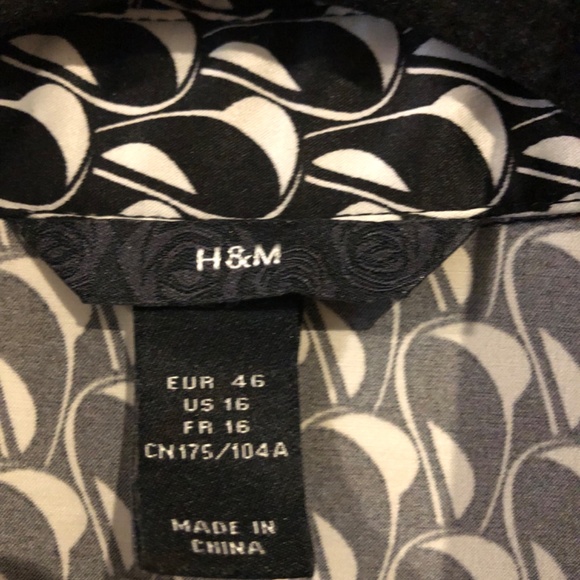 H&M
EUR 46
US 16
FR 16
CN175/104A
MADE IN
CHINA